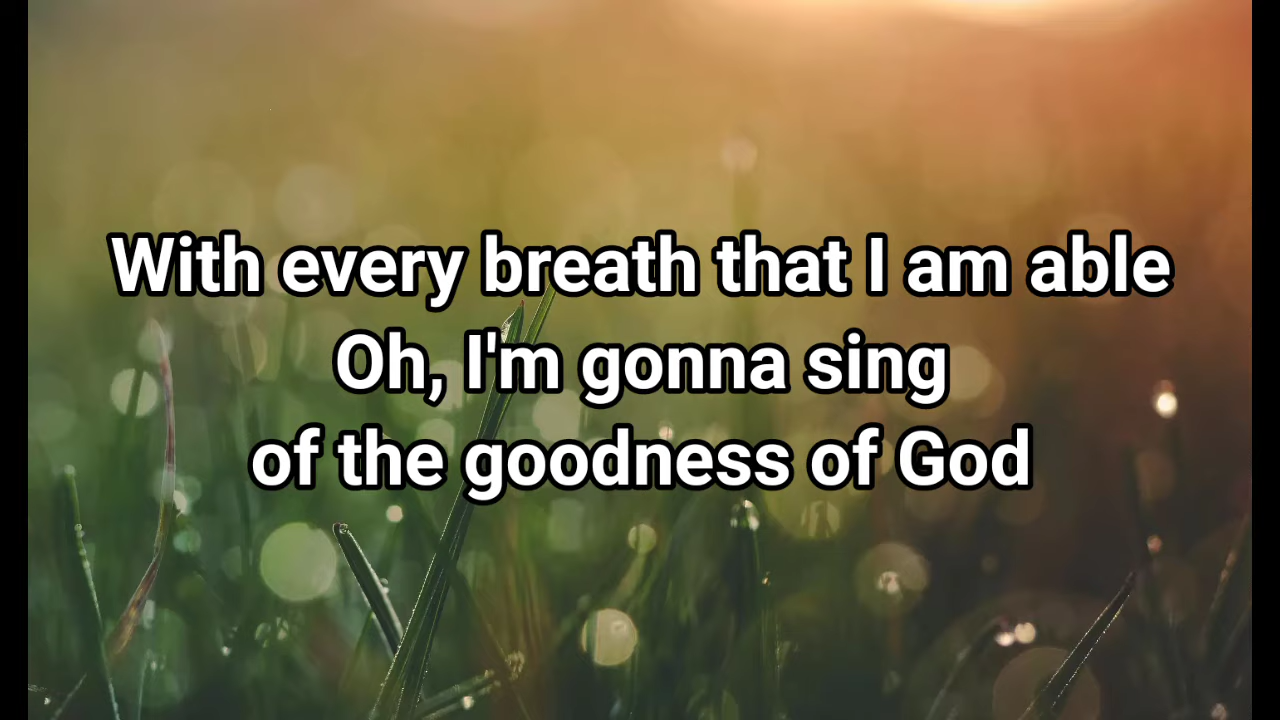 With every breath that I am able
Oh, I'm gonna sing
of the goodness of God